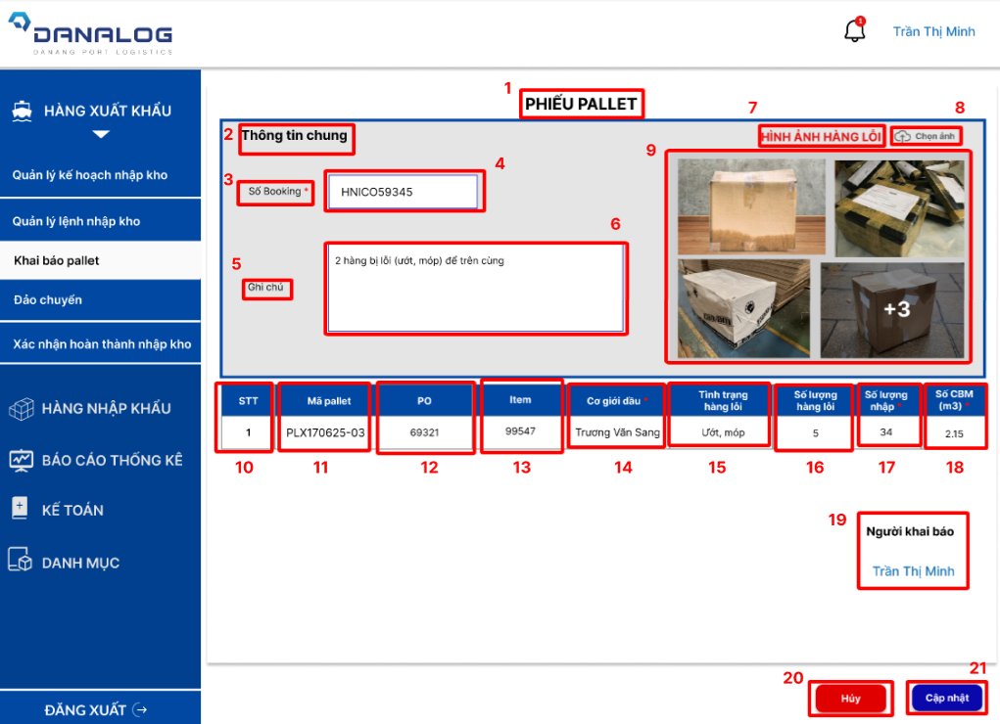 DANALOG
DANANG PORT LOGISTICS
1
Trần Thị Minh
HÀNG XUẤT KHẨU
Quản lý kế hoạch nhập kho
Quản lý lệnh nhập kho
Khai báo pallet
Đảo chuyển
Xác nhận hoàn thành nhập kho
HÀNG NHẬP KHẨU
BÁO CÁO THỐNG KÊ
KẾ TOÁN
DANH MỤC
ĐĂNG XUẤT
1
PHIẾU PALLET
2 Thông tin chung
7
HÌNH ẢNH HÀNG LỖI
8
Chọn ảnh
3 Số Booking *
4
HNICO59345
5
Ghi chú
6
2 hàng bị lỗi (ướt, móp) để trên cùng
9
+3
STT Mã pallet PO Item Cơ giới đầu * Tình trạng hàng lỗi Số lượng hàng lỗi Số lượng nhập * Số CBM (m3) *
1 PLX170625-03 69321 99547 Trương Văn Sang Ướt, móp 5 34 2.15
10 11 12 13 14 15 16 17 18
19
Người khai báo
Trần Thị Minh
20
Hủy
21
Cập nhật